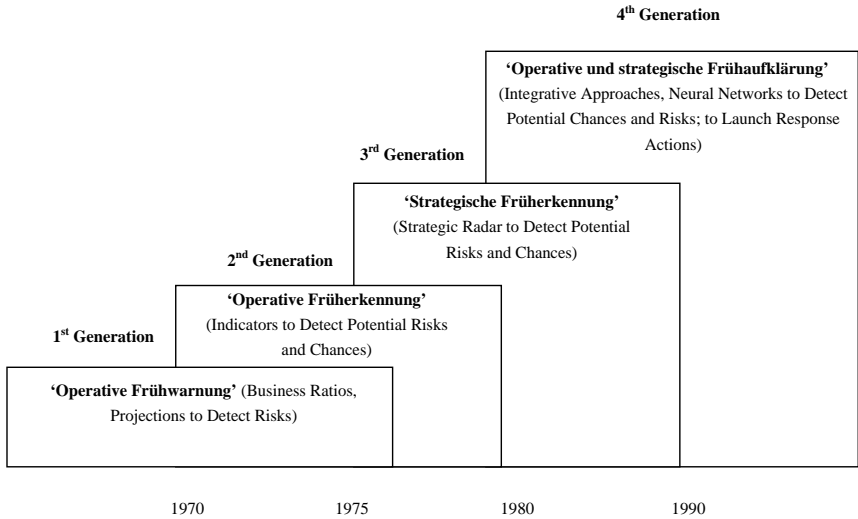 4th Generation
‘Operative und strategische Frühaufklärung’
(Integrative Approaches, Neural Networks to Detect
Potential Chances and Risks; to Launch Response
Actions)
3rd Generation
‘Strategische Früherkennung’
(Strategic Radar to Detect Potential
Risks and Chances)
2nd Generation
‘Operative Früherkennung’
(Indicators to Detect Potential Risks
and Chances)
1st Generation
‘Operative Frühwarnung’ (Business Ratios,
Projections to Detect Risks)
1970 1975 1980 1990